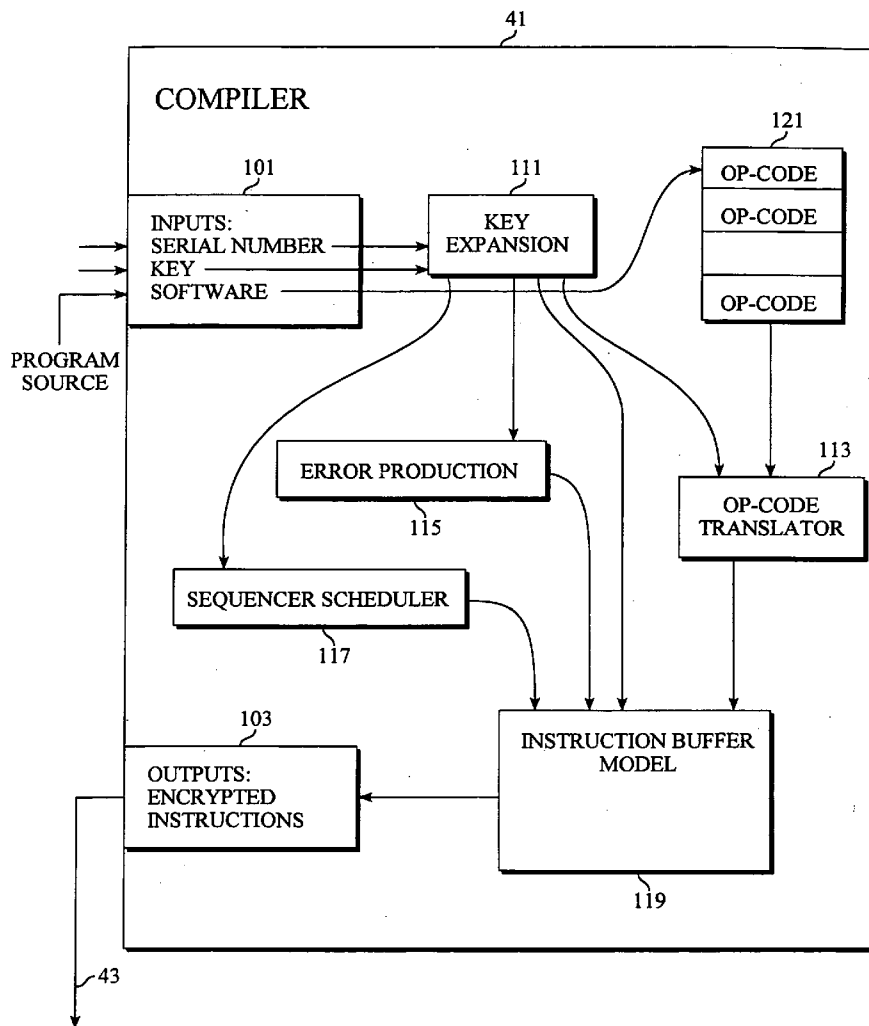 41
COMPILER
121
OP-CODE
OP-CODE
OP-CODE
101
INPUTS:
SERIAL NUMBER
KEY
SOFTWARE
111
KEY
EXPANSION
PROGRAM
SOURCE
ERROR PRODUCTION
115
113
OP-CODE
TRANSLATOR
SEQUENCER SCHEDULER
117
103
OUTPUTS:
ENCRYPTED
INSTRUCTIONS
INSTRUCTION BUFFER
MODEL
119
43